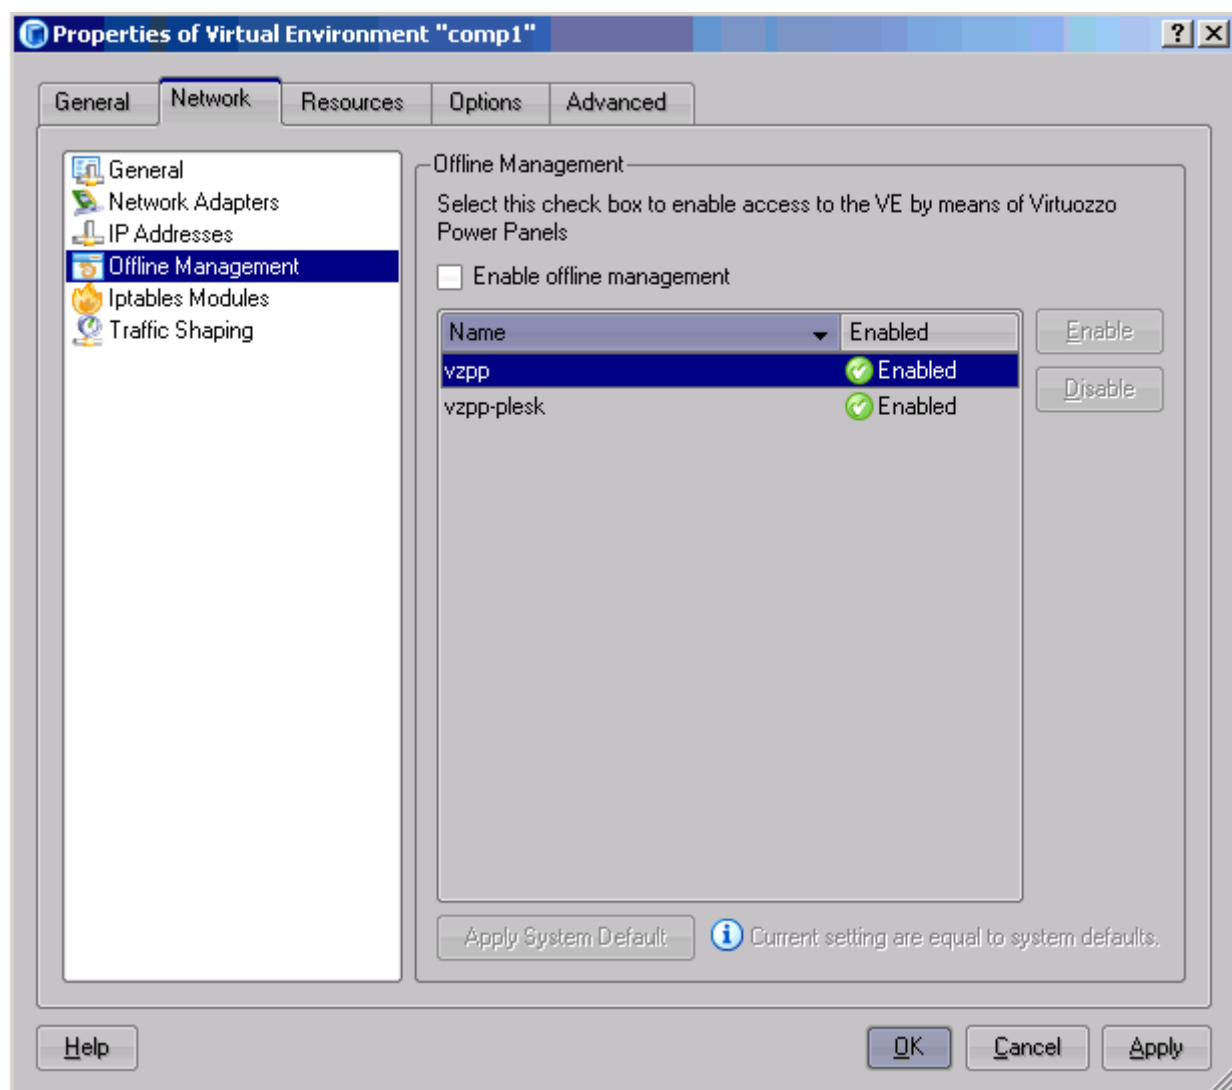 Properties of Virtual Environment "comp1"
General
Network
Resources
Options
Advanced
General
Network Adapters
IP Addresses
Offline Management
Iptables Modules
Traffic Shaping
Offline Management
Select this check box to enable access to the VE by means of Virtuozzo
Power Panels
Enable offline management
Name
Enabled
vzpp
Enabled
vzpp-plesk
Enabled
Enable
Disable
Apply System Default
Current setting are equal to system defaults.
Help
OK
Cancel
Apply